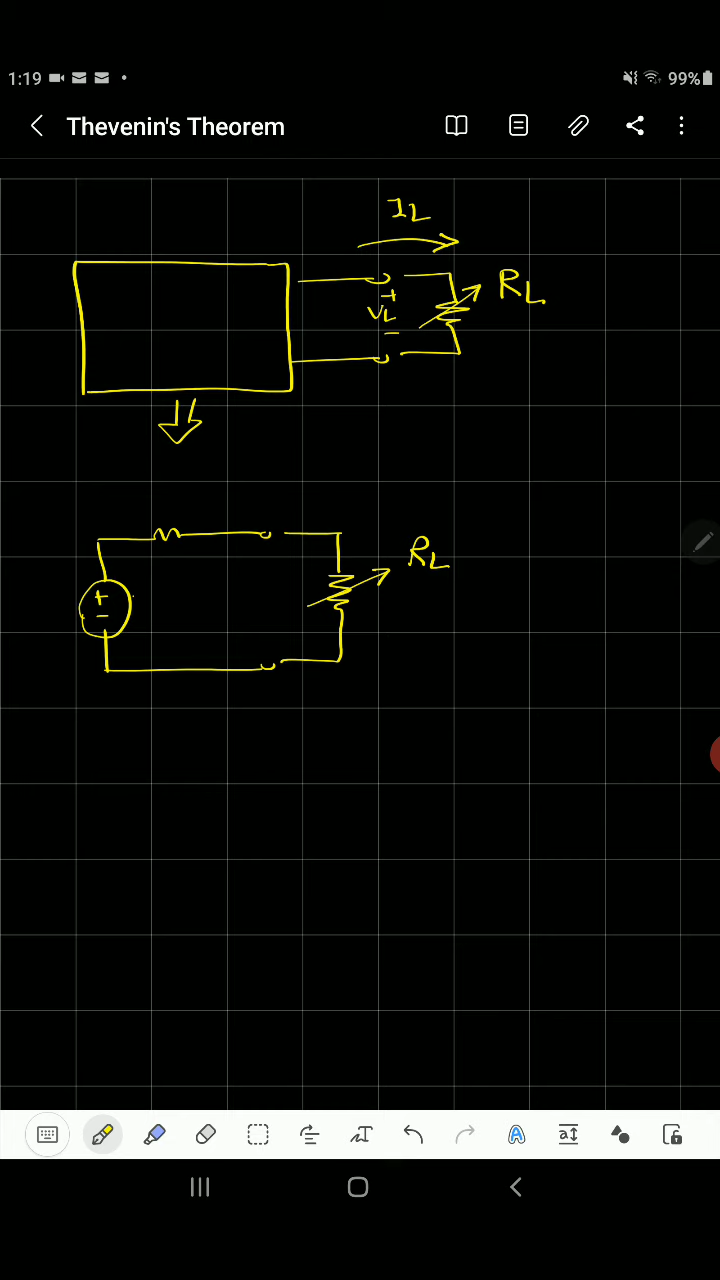 1:19 99%
Thevenin's Theorem
IL
+
VL
−
RL
RL
+
−